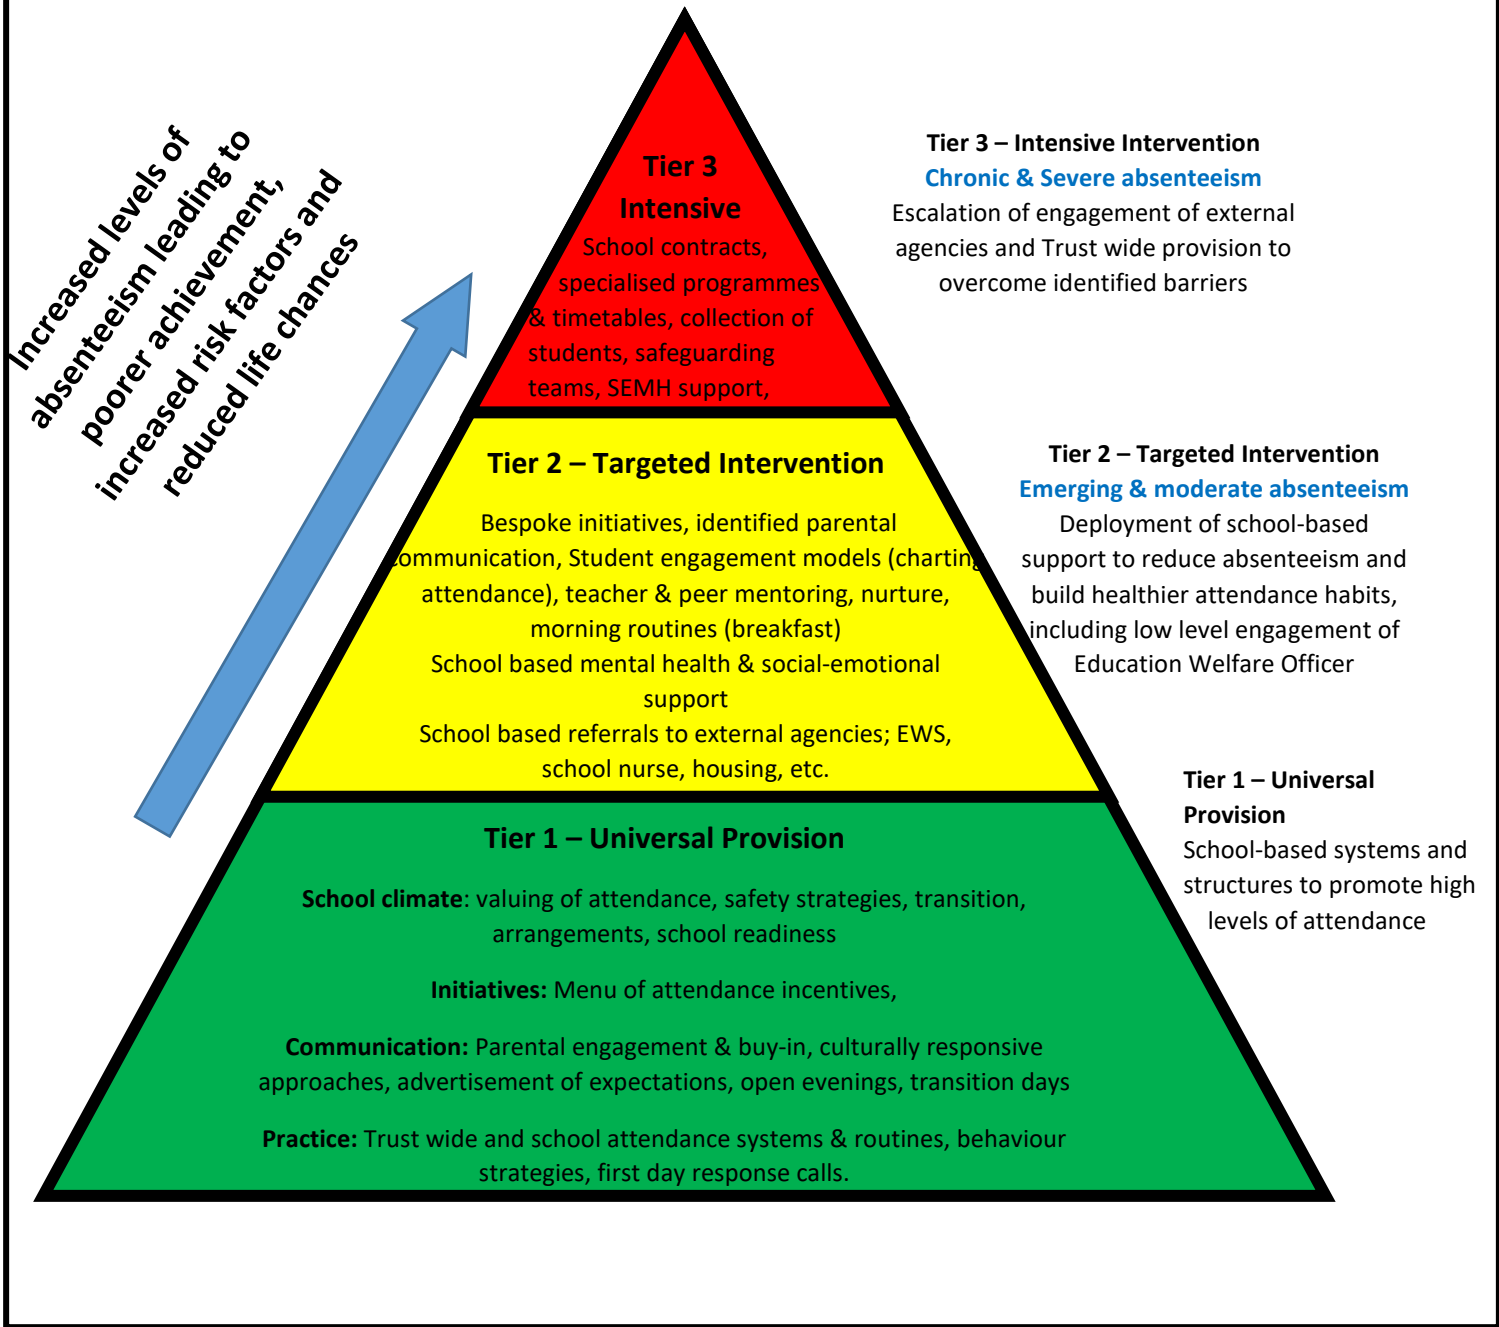 Increased levels of
absenteeism leading to
poorer achievement,
increased risk factors and
reduced life chances
Tier 3
Intensive
School contracts,
specialised programmes
& timetables, collection of
students, safeguarding
teams, SEMH support,
Tier 3 – Intensive Intervention
Chronic & Severe absenteeism
Escalation of engagement of external
agencies and Trust wide provision to
overcome identified barriers
Tier 2 – Targeted Intervention
Bespoke initiatives, identified parental
communication, Student engagement models (charting
attendance), teacher & peer mentoring, nurture,
morning routines (breakfast)
School based mental health & social-emotional
support
School based referrals to external agencies; EWS,
school nurse, housing, etc.
Tier 2 – Targeted Intervention
Emerging & moderate absenteeism
Deployment of school-based
support to reduce absenteeism and
build healthier attendance habits,
including low level engagement of
Education Welfare Officer
Tier 1 – Universal Provision
School climate: valuing of attendance, safety strategies, transition,
arrangements, school readiness
Initiatives: Menu of attendance incentives,
Communication: Parental engagement & buy-in, culturally responsive
approaches, advertisement of expectations, open evenings, transition days
Practice: Trust wide and school attendance systems & routines, behaviour
strategies, first day response calls.
Tier 1 – Universal
Provision
School-based systems and
structures to promote high
levels of attendance